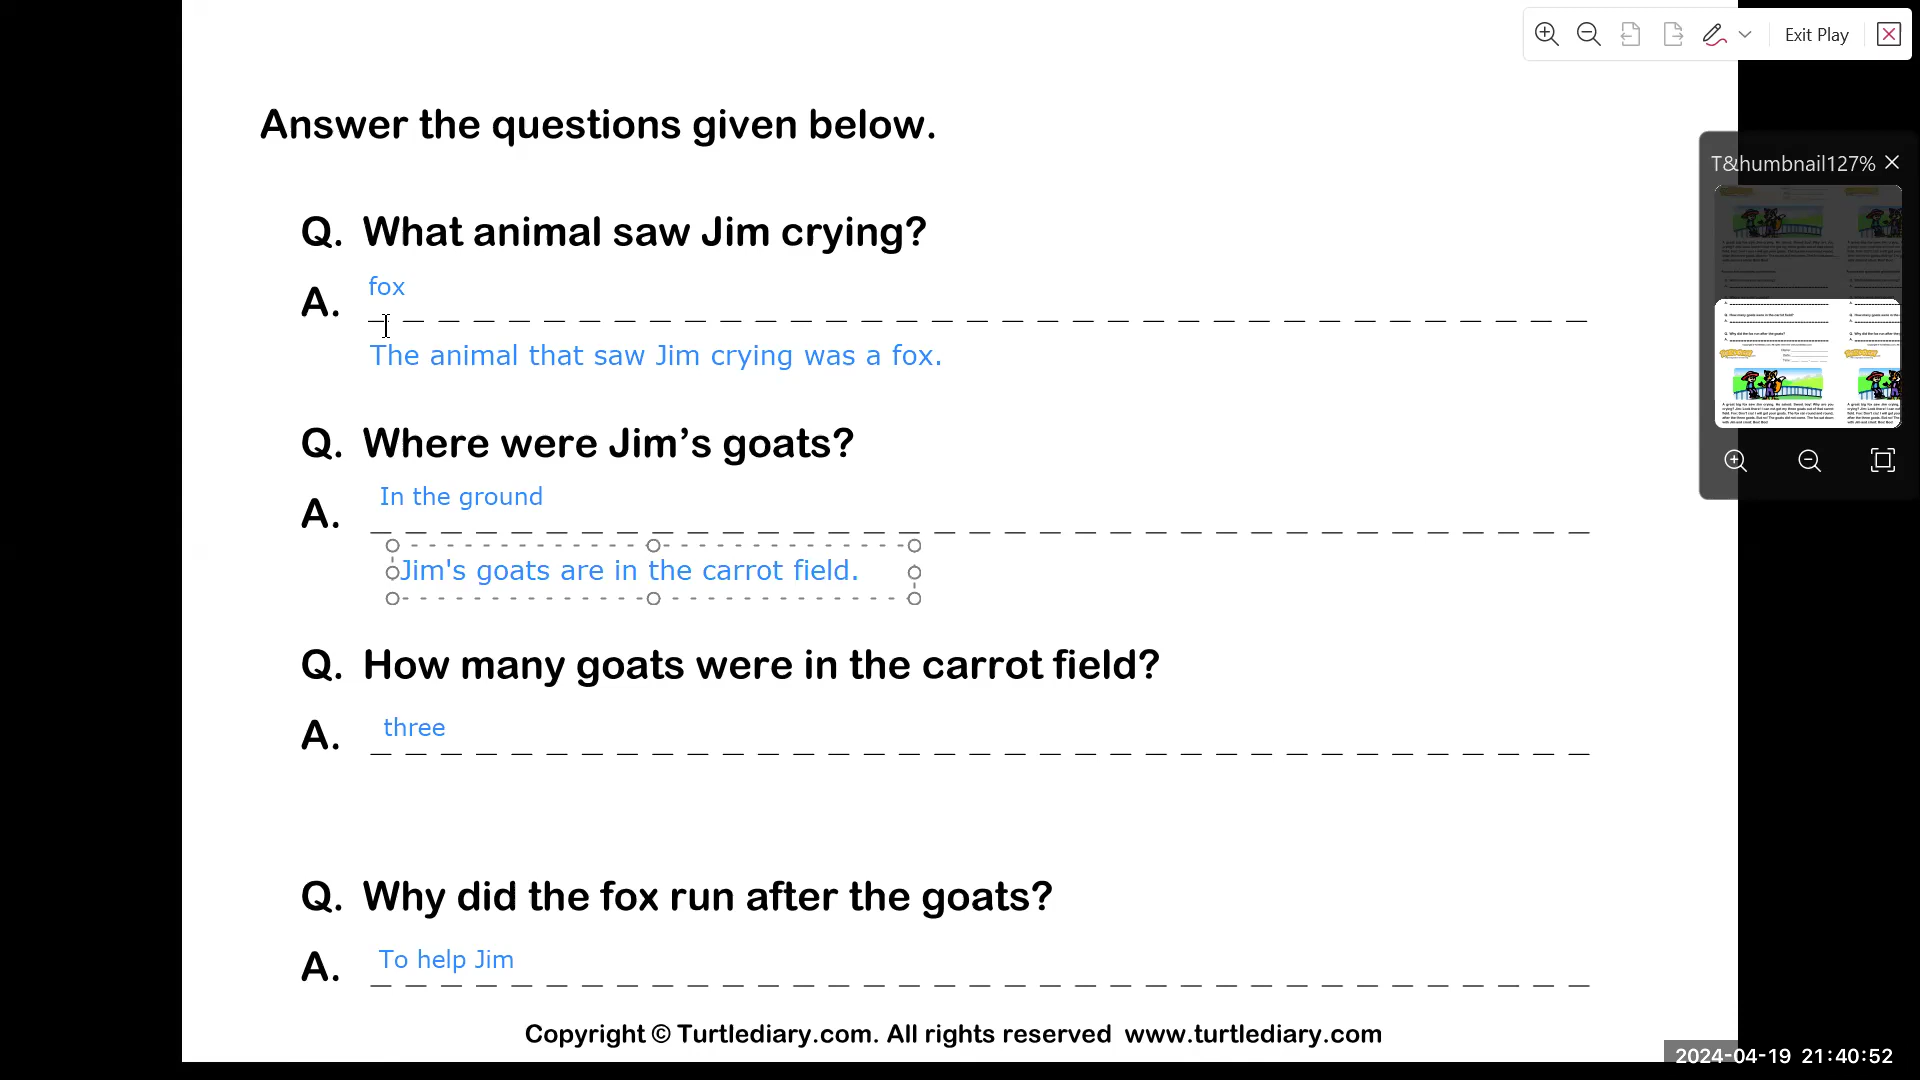 Exit Play
Answer the questions given below.
T&humbnail127%
Q. What animal saw Jim crying?
A. fox
The animal that saw Jim crying was a fox.
Q. Where were Jim's goats?
A. In the ground
Jim's goats are in the carrot field.
Q. How many goats were in the carrot field?
A. three
Q. Why did the fox run after the goats?
A. To help Jim
Copyright © Turtlediary.com. All rights reserved www.turtlediary.com
2024-04-19 21:40:52